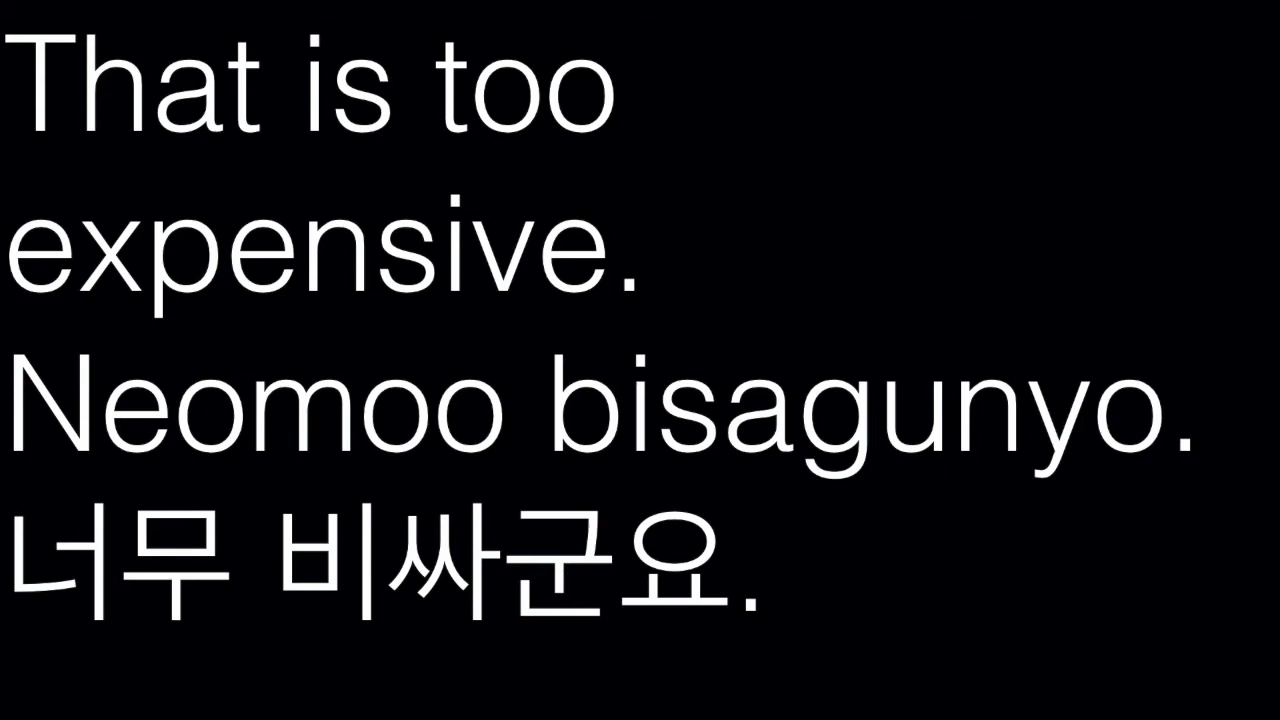 That is too
expensive.
Neomoo bisagunyo.
너무 비싸군요.